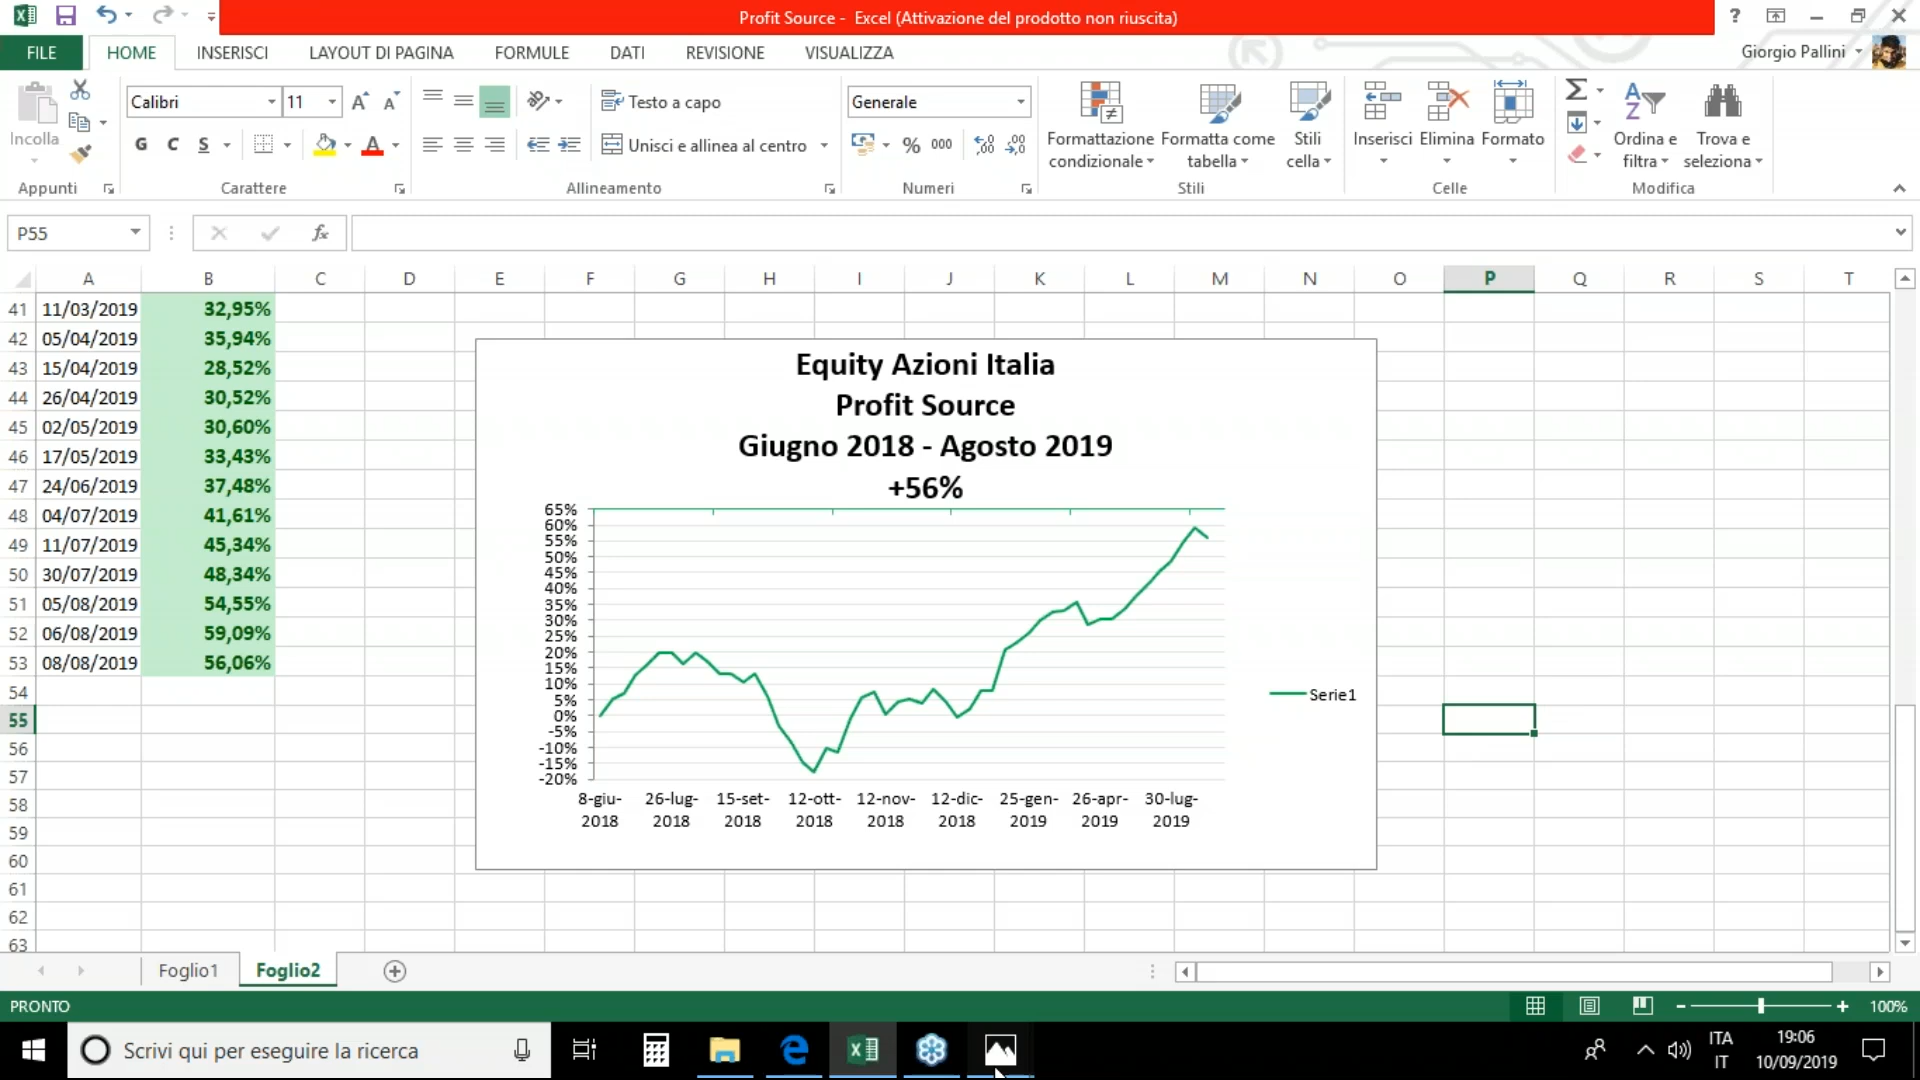 Profit Source - Excel (Attivazione del prodotto non riuscita)
?
FILE HOME INSERISCI LAYOUT DI PAGINA FORMULE DATI REVISIONE VISUALIZZA Giorgio Pallini
Incolla
Calibri 11
G C S
Testo a capo
Unisci e allinea al centro
Generale
% 000
Formattazione condizionale
Formatta come tabella
Stili cella
Inserisci Elimina Formato
Ordina e filtra
Trova e seleziona
Appunti Carattere Allineamento Numeri Stili Celle Modifica
P55 fx
A B C D E F G H I J K L M N O P Q R S T
41 11/03/2019 32,95%
42 05/04/2019 35,94%
43 15/04/2019 28,52%
44 26/04/2019 30,52%
45 02/05/2019 30,60%
46 17/05/2019 33,43%
47 24/06/2019 37,48%
48 04/07/2019 41,61%
49 11/07/2019 45,34%
50 30/07/2019 48,34%
51 05/08/2019 54,55%
52 06/08/2019 59,09%
53 08/08/2019 56,06%
54
55
56
57
58
59
60
61
62
63
Equity Azioni Italia
Profit Source
Giugno 2018 - Agosto 2019
+56%
65%
60%
55%
50%
45%
40%
35%
30%
25%
20%
15%
10%
5%
0%
-5%
-10%
-15%
-20%
8-giu- 26-lug- 15-set- 12-ott- 12-nov- 12-dic- 25-gen- 26-apr- 30-lug-
2018 2018 2018 2018 2018 2018 2019 2019 2019
Serie1
Foglio1 Foglio2
PRONTO 100%
Scrivi qui per eseguire la ricerca
ITA
IT
19:06
10/09/2019